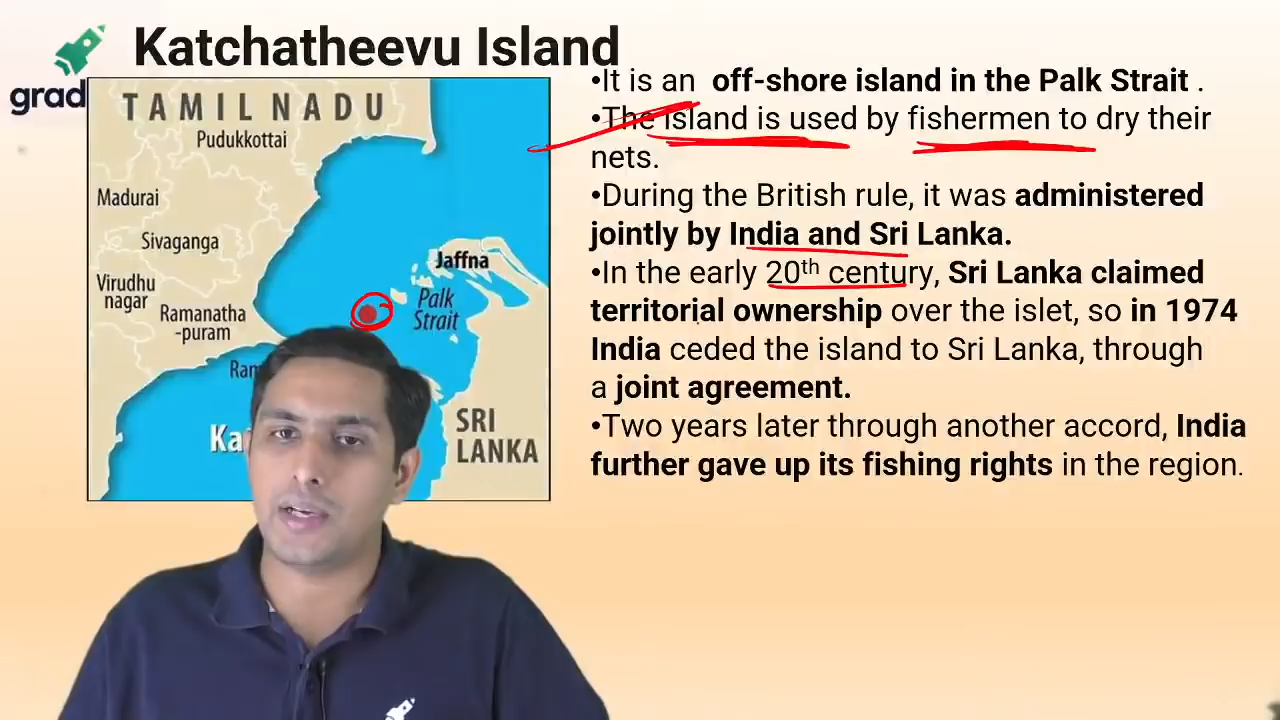 Katchatheevu Island
grad
TAMIL NADU
Pudukkottai
Madurai
Sivaganga
Virudhu
nagar
Ramanatha
-puram
Jaffna
Palk
Strait
SRI
LANKA
•It is an off-shore island in the Palk Strait .
•The island is used by fishermen to dry their
nets.
•During the British rule, it was administered
jointly by India and Sri Lanka.
•In the early 20th century, Sri Lanka claimed
territorial ownership over the islet, so in 1974
India ceded the island to Sri Lanka, through
a joint agreement.
•Two years later through another accord, India
further gave up its fishing rights in the region.